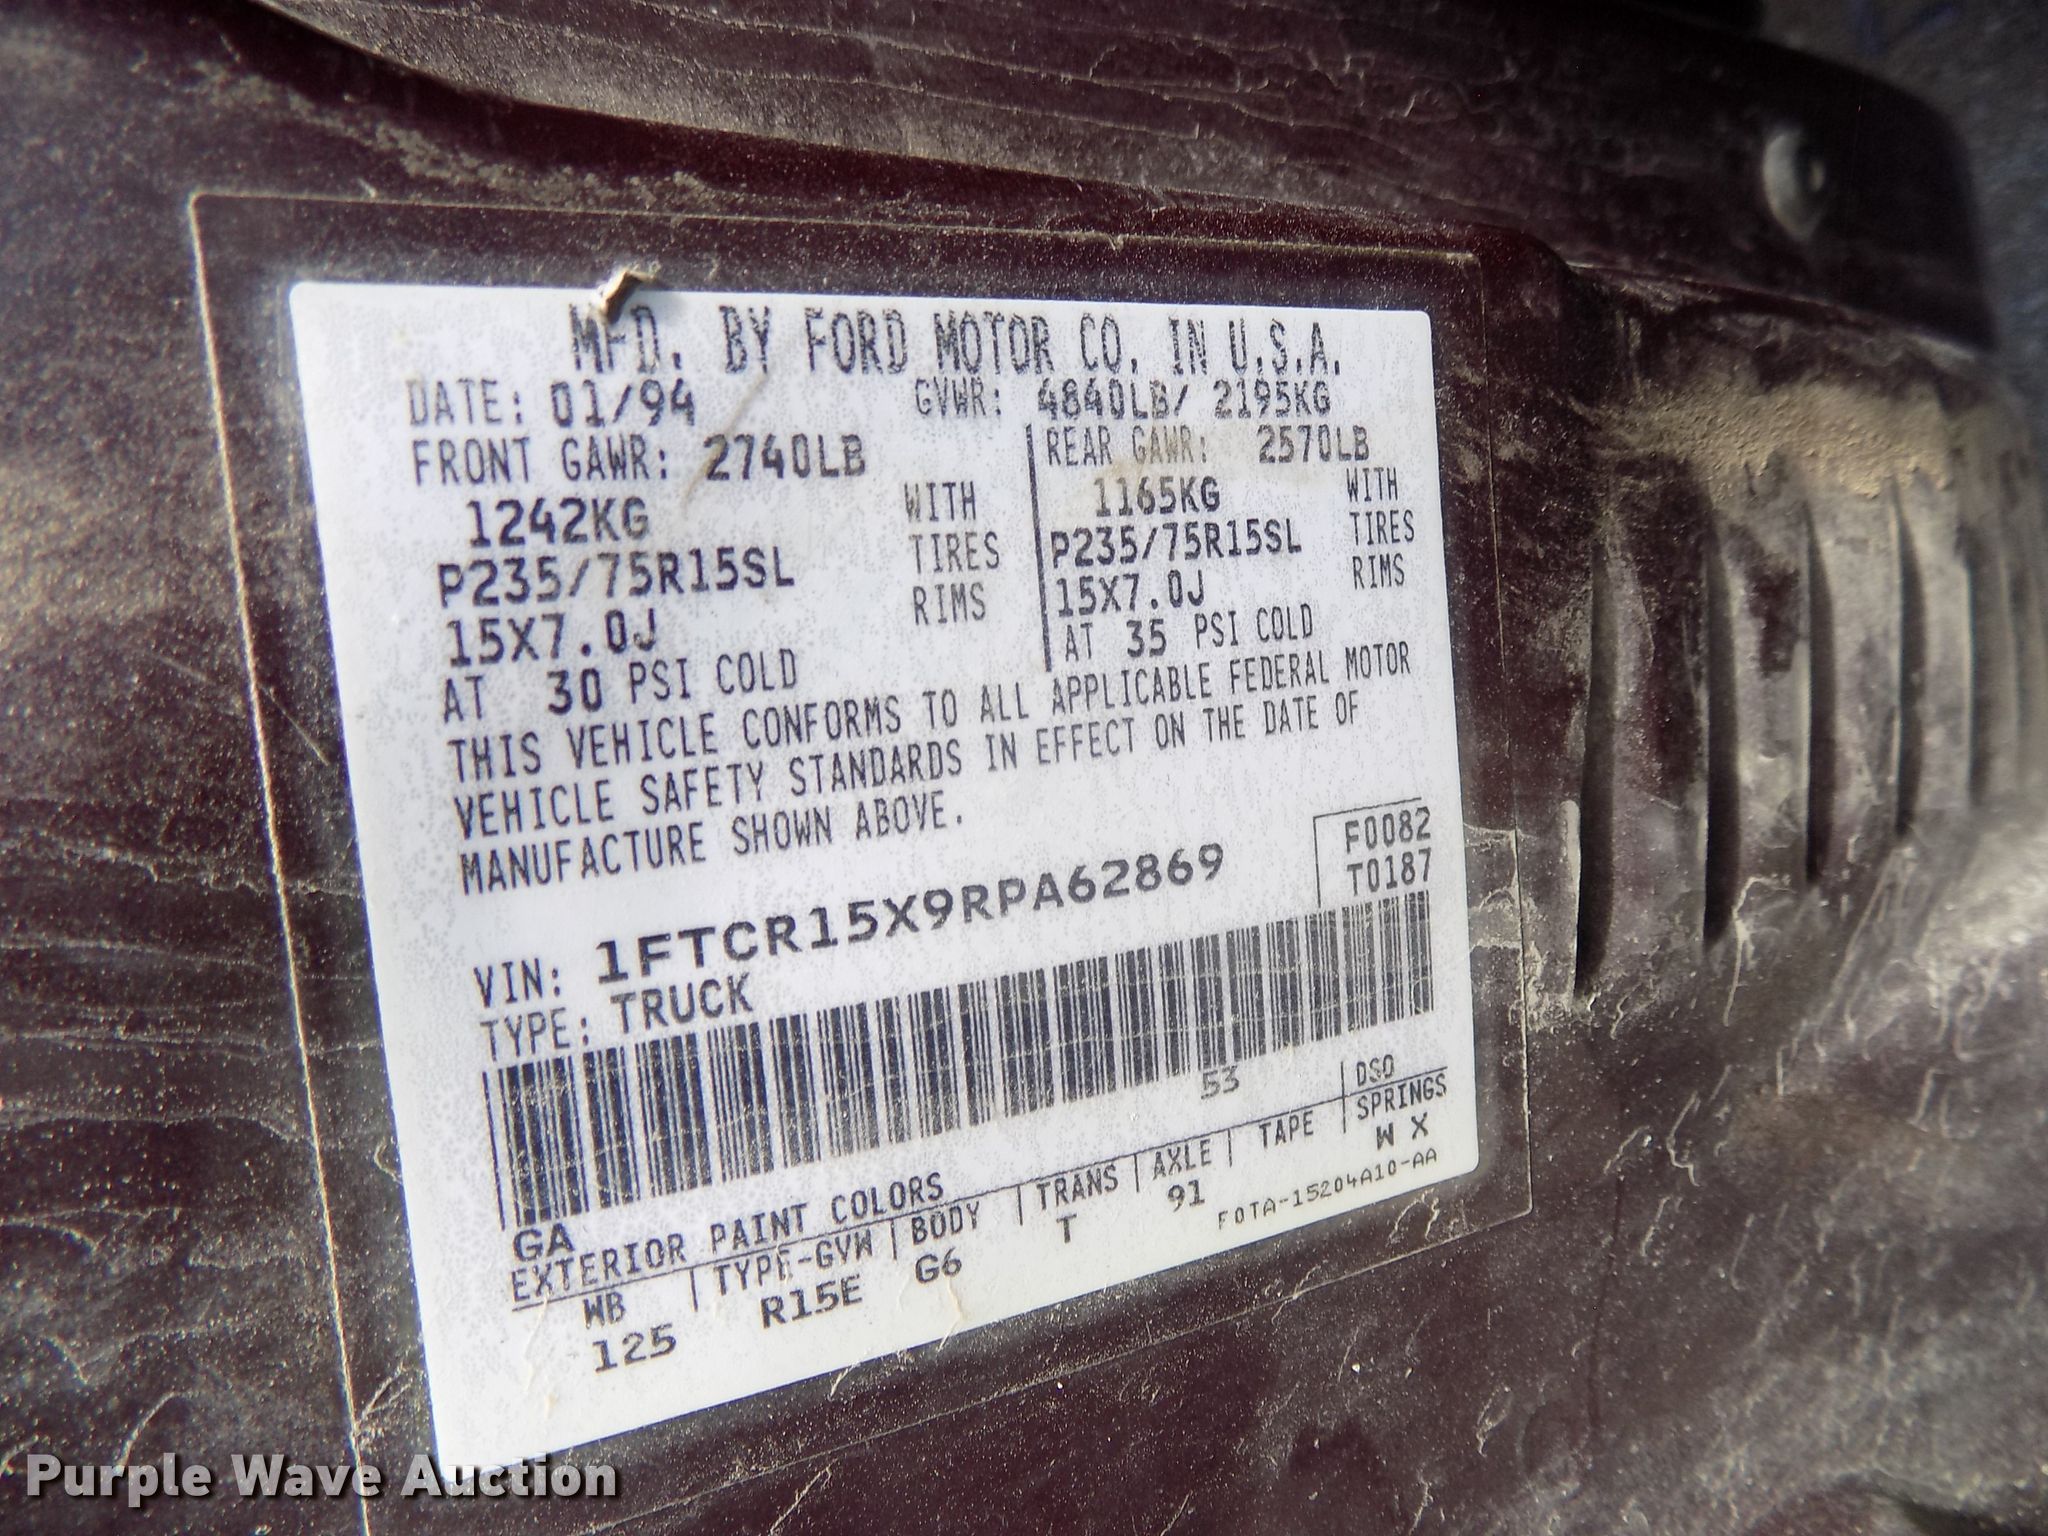 MFD. BY FORD MOTOR CO. IN U.S.A.
DATE: 01/94 GVWR: 4840LB/ 2195KG
FRONT GAWR: 2740LB REAR GAWR: 2570LB
1242KG WITH 1165KG WITH
P235/75R15SL TIRES P235/75R15SL TIRES
15X7.0J RIMS 15X7.0J RIMS
AT 30 PSI COLD AT 35 PSI COLD
THIS VEHICLE CONFORMS TO ALL APPLICABLE FEDERAL MOTOR
VEHICLE SAFETY STANDARDS IN EFFECT ON THE DATE OF
MANUFACTURE SHOWN ABOVE.
F0082
T0187
VIN: 1FTCR15X9RPA62869
TYPE: TRUCK
53
GA
EXTERIOR PAINT COLORS DSO
WB TYPE-GVW BODY TRANS AXLE TAPE SPRINGS
125 R15E G6 T 91 W X
F0TA-15204A10-AA
Purple Wave Auction